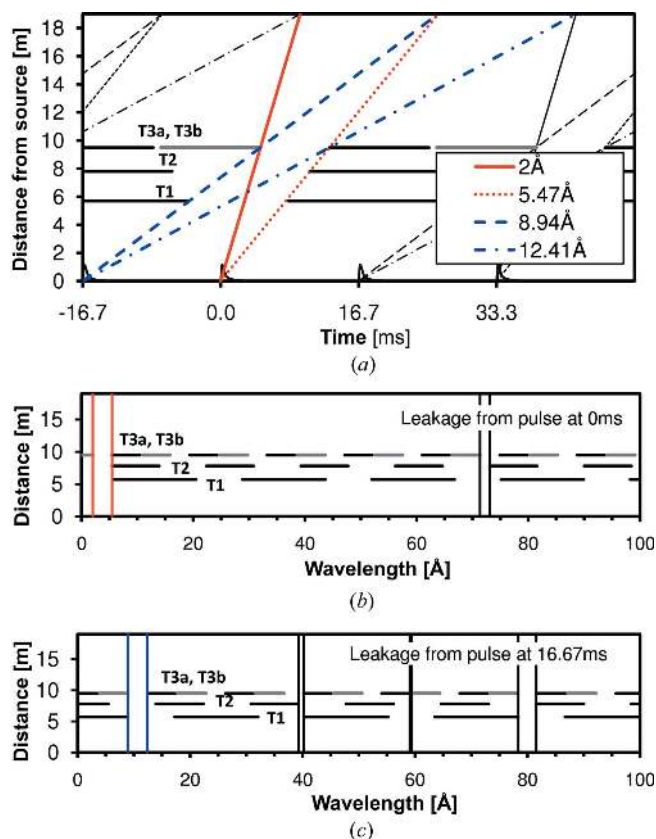 (a)
Distance from source [m]
18
16
14
12
10
8
6
4
2
0
T3a, T3b
T2
T1
2Å
5.47Å
8.94Å
12.41Å
-16.7 0.0 16.7 33.3
Time [ms]
(a)
Distance [m]
15
10
5
0
Leakage from pulse at 0ms
T3a, T3b
T2
T1
0 20 40 60 80 100
Wavelength [Å]
(b)
Distance [m]
15
10
5
0
Leakage from pulse at 16.67ms
T3a, T3b
T2
T1
0 20 40 60 80 100
Wavelength [Å]
(c)